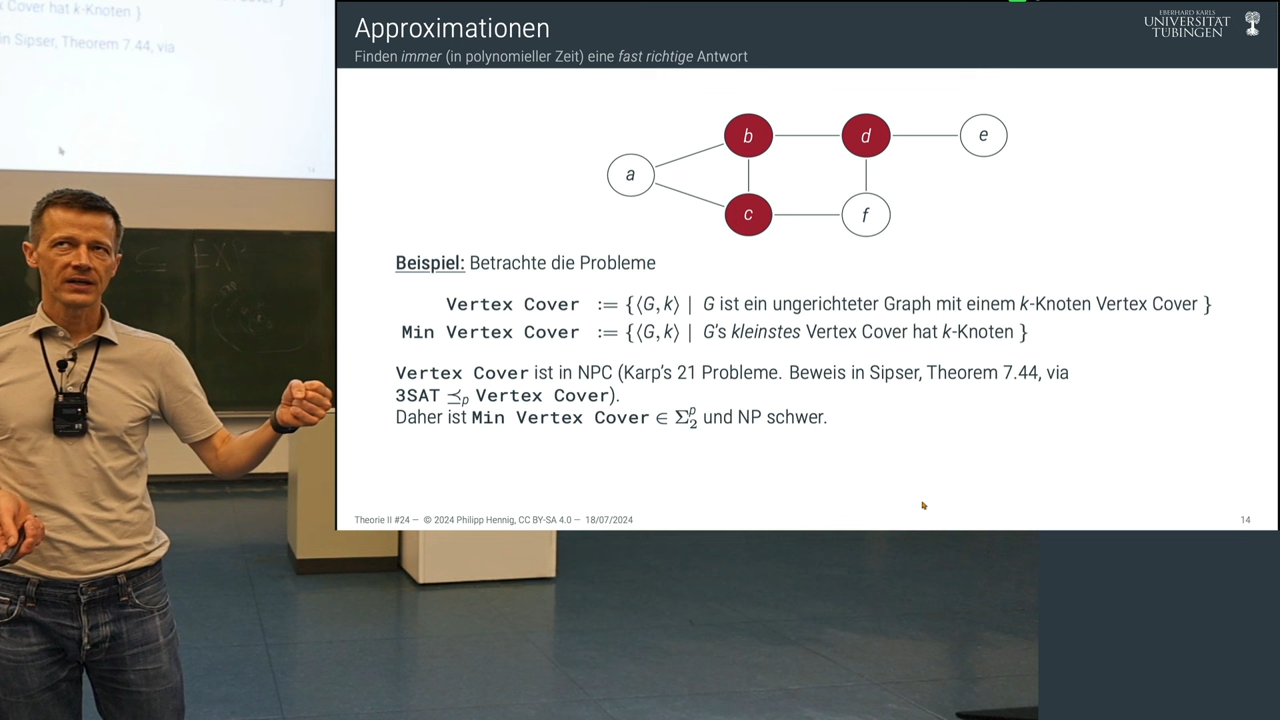 Cover hat k-Knoten }
in Sipser, Theorem 7.44, via
⊆ EXP
Approximationen
Finden immer (in polynomieller Zeit) eine fast richtige Antwort
EBERHARD KARLS
UNIVERSITÄT
TÜBINGEN
b
d
e
a
c
f
Beispiel: Betrachte die Probleme
Vertex Cover := {⟨G, k⟩ | G ist ein ungerichteter Graph mit einem k-Knoten Vertex Cover }
Min Vertex Cover := {⟨G, k⟩ | G's kleinstes Vertex Cover hat k-Knoten }
Vertex Cover ist in NPC (Karp's 21 Probleme. Beweis in Sipser, Theorem 7.44, via
3SAT ⪯ₚ Vertex Cover).
Daher ist Min Vertex Cover ∈ Σ₂ᵖ und NP schwer.
Theorie II #24 — © 2024 Philipp Hennig, CC BY-SA 4.0 — 18/07/2024
14